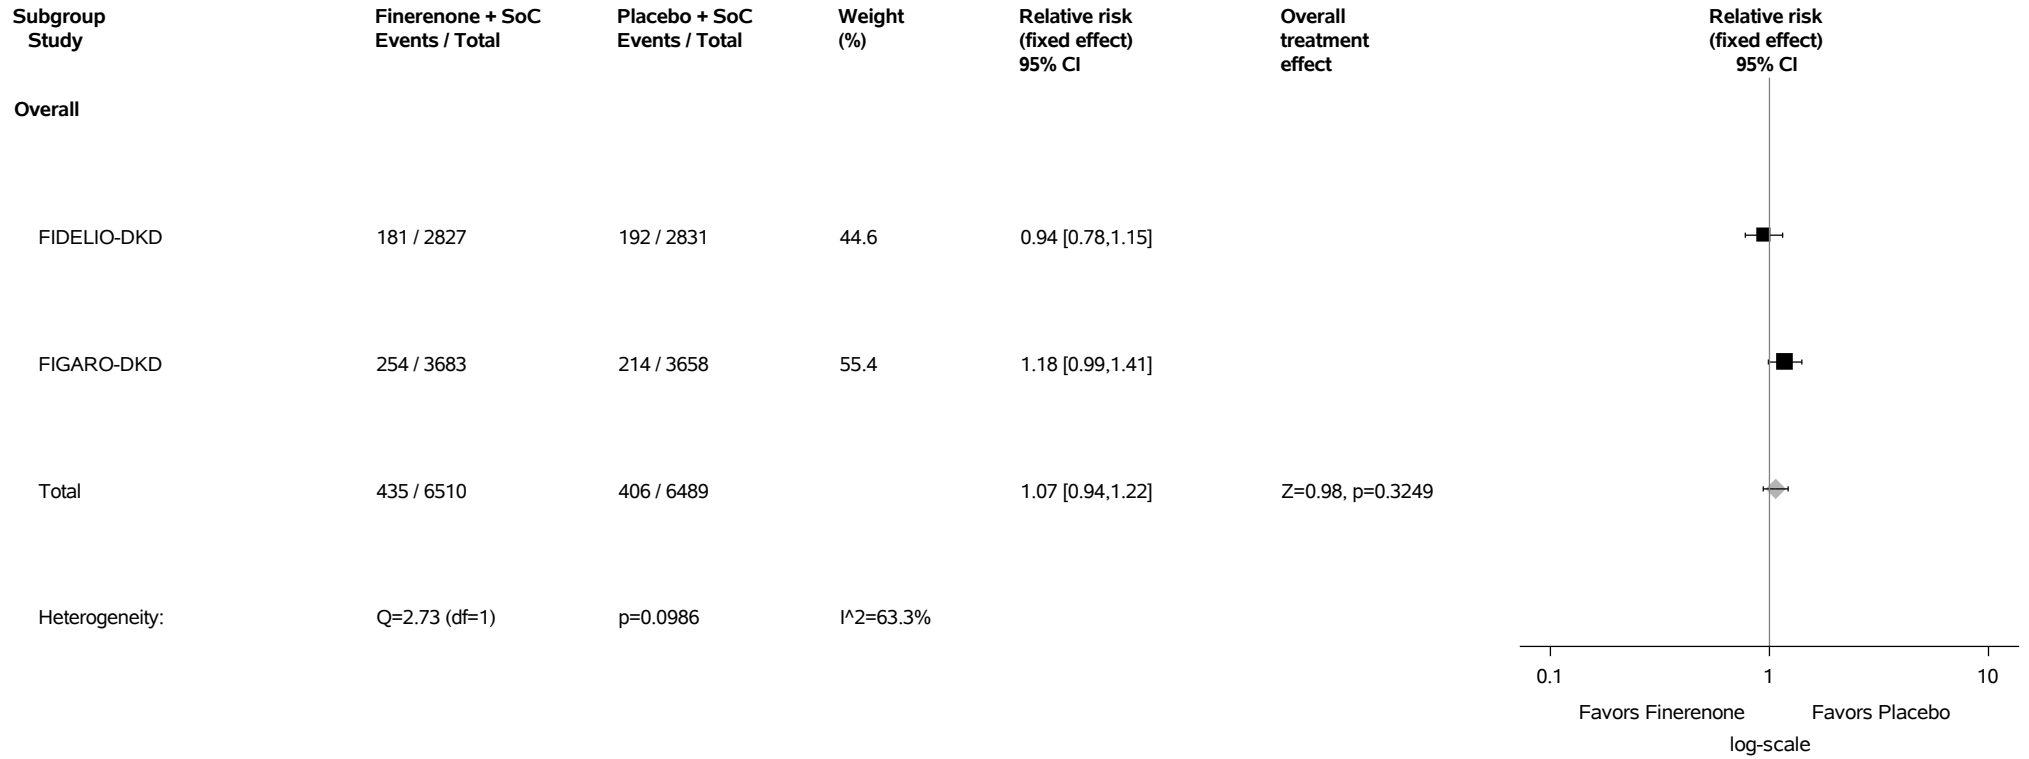 Subgroup Finerenone + SoC Placebo + SoC Weight Relative risk Overall Relative risk
Study Events / Total Events / Total (%) (fixed effect) treatment (fixed effect)
95% CI effect 95% CI
Overall
FIDELIO-DKD 181 / 2827 192 / 2831 44.6 0.94 [0.78,1.15]
FIGARO-DKD 254 / 3683 214 / 3658 55.4 1.18 [0.99,1.41]
Total 435 / 6510 406 / 6489 1.07 [0.94,1.22] Z=0.98, p=0.3249
Heterogeneity: Q=2.73 (df=1) p=0.0986 I^2=63.3%
0.1 1 10
Favors Finerenone Favors Placebo
log-scale